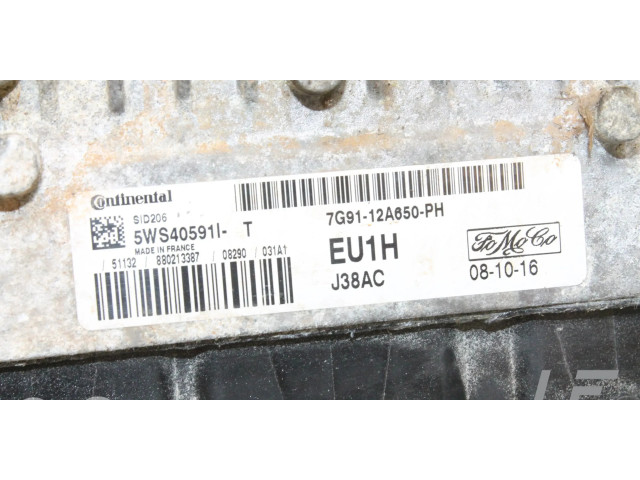 Continental
SID206
5WS40591I- T
MADE IN FRANCE
/ 51132 / 880213387 / 08290 / 031A1
7G91-12A650-PH
EU1H
J38AC
FoMoCo
08-10-16